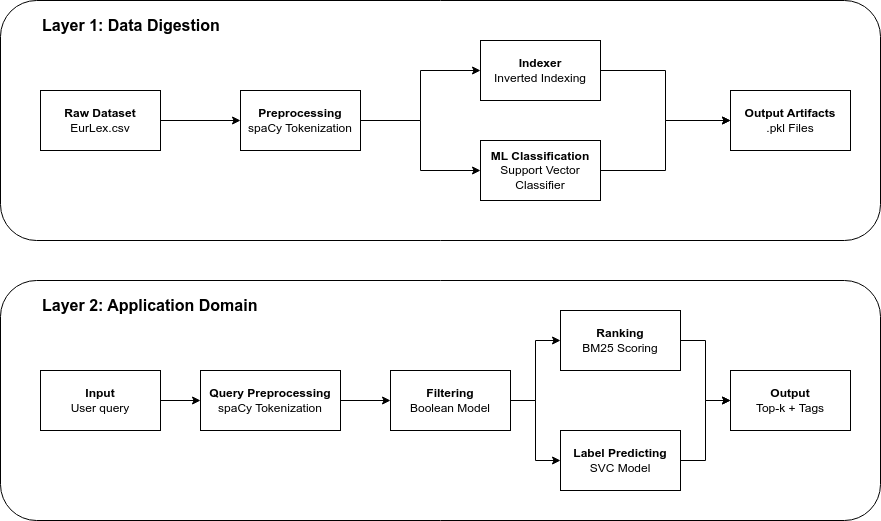 Layer 1: Data Digestion
Raw Dataset
EurLex.csv
Preprocessing
spaCy Tokenization
Indexer
Inverted Indexing
ML Classification
Support Vector
Classifier
Output Artifacts
.pkl Files
Layer 2: Application Domain
Input
User query
Query Preprocessing
spaCy Tokenization
Filtering
Boolean Model
Ranking
BM25 Scoring
Label Predicting
SVC Model
Output
Top-k + Tags